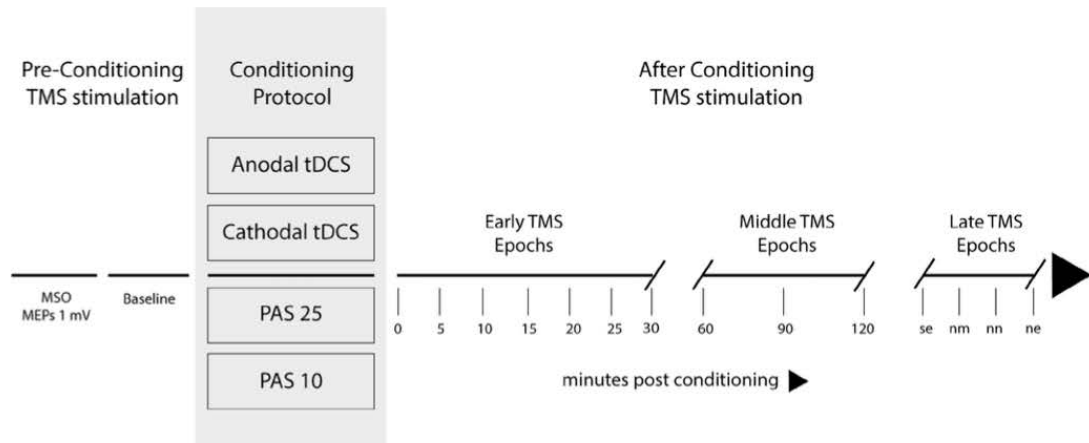 Pre-Conditioning
TMS stimulation
Conditioning
Protocol
After Conditioning
TMS stimulation
Anodal tDCS
Cathodal tDCS
Early TMS
Epochs
Middle TMS
Epochs
Late TMS
Epochs
MSO
MEPs 1 mV
Baseline
PAS 25
PAS 10
0 5 10 15 20 25 30 60 90 120 se nm nn ne
minutes post conditioning